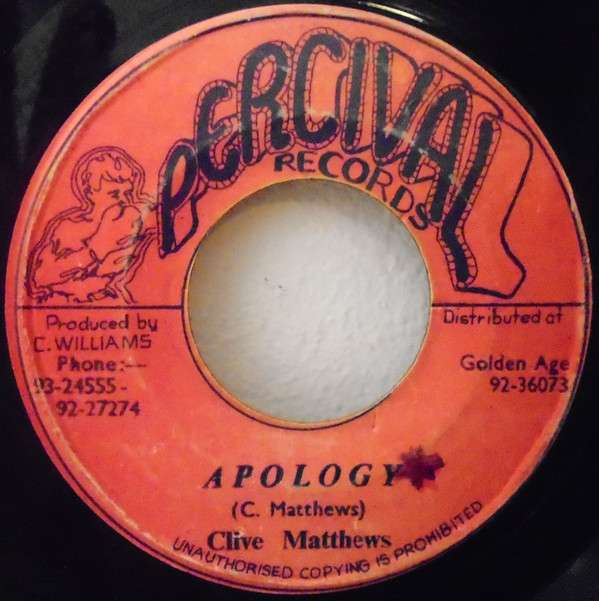 PERCIVAL
RECORDS
Produced by
C. WILLIAMS
Phone:—
93-24555-
92-27274
Distributed at
Golden Age
92-36073
APOLOGY
(C. Matthews)
Clive Matthews
UNAUTHORISED COPYING IS PROHIBITED